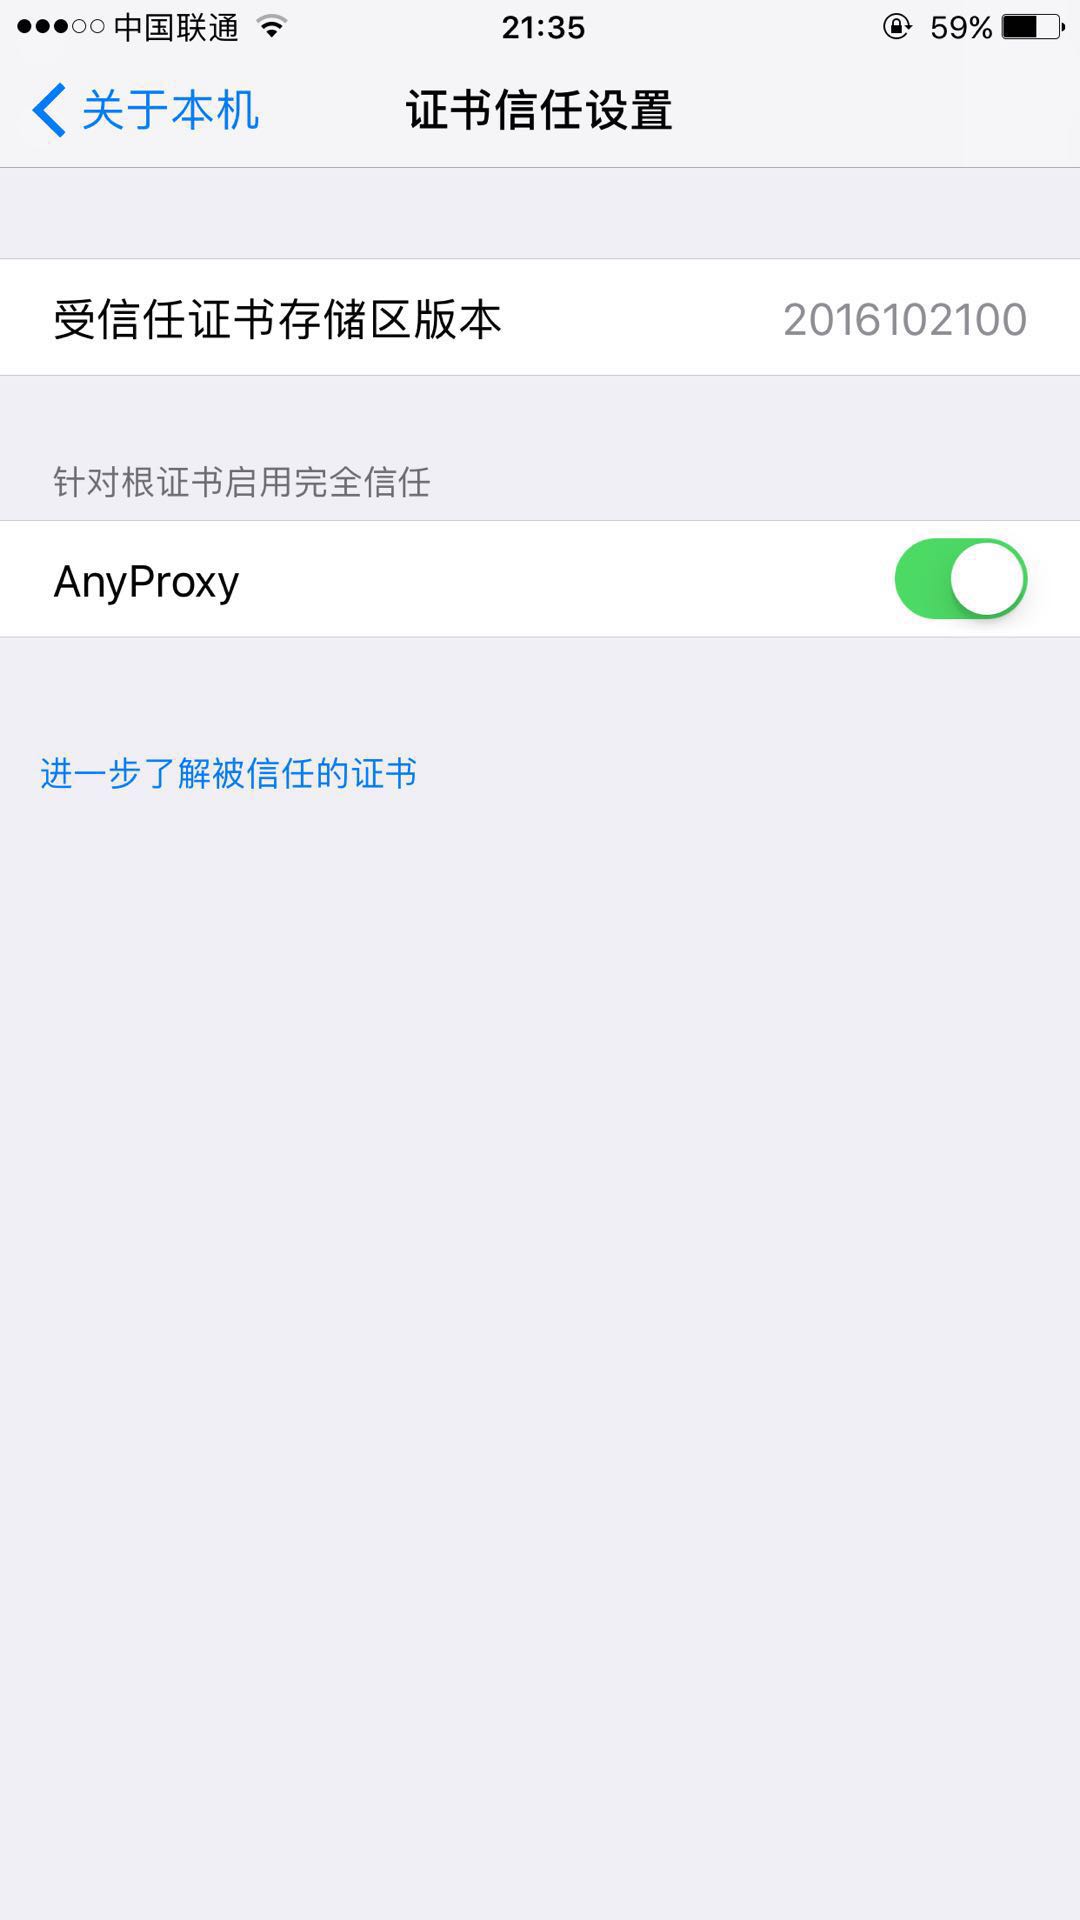 中国联通 21:35 59%
关于本机 证书信任设置
受信任证书存储区版本 2016102100
针对根证书启用完全信任
AnyProxy
进一步了解被信任的证书